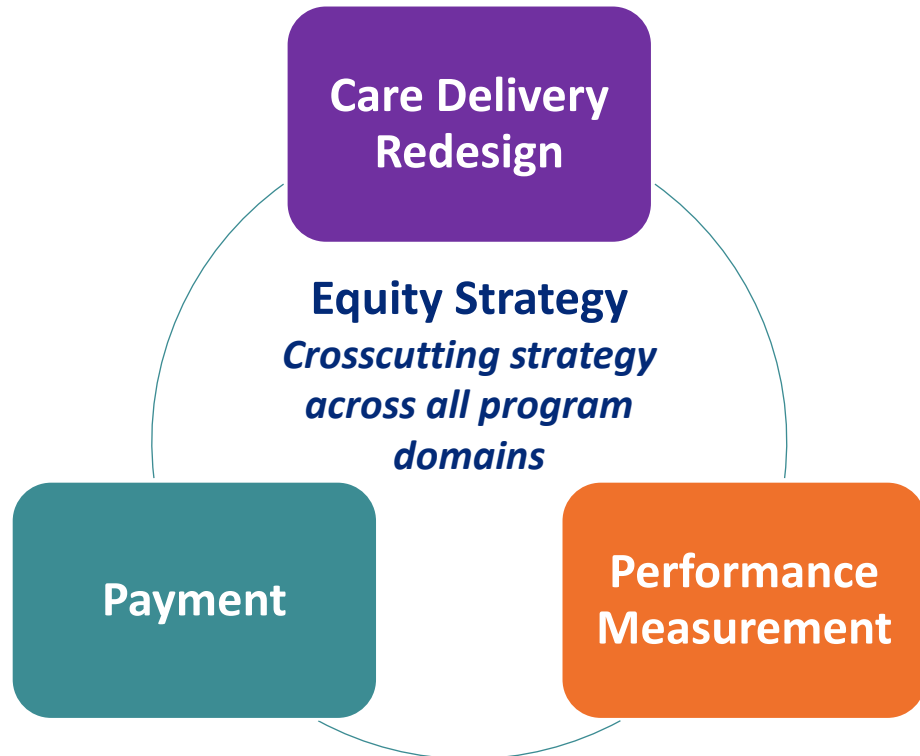 Care Delivery
Redesign
Equity Strategy
Crosscutting strategy
across all program
domains
Payment
Performance
Measurement